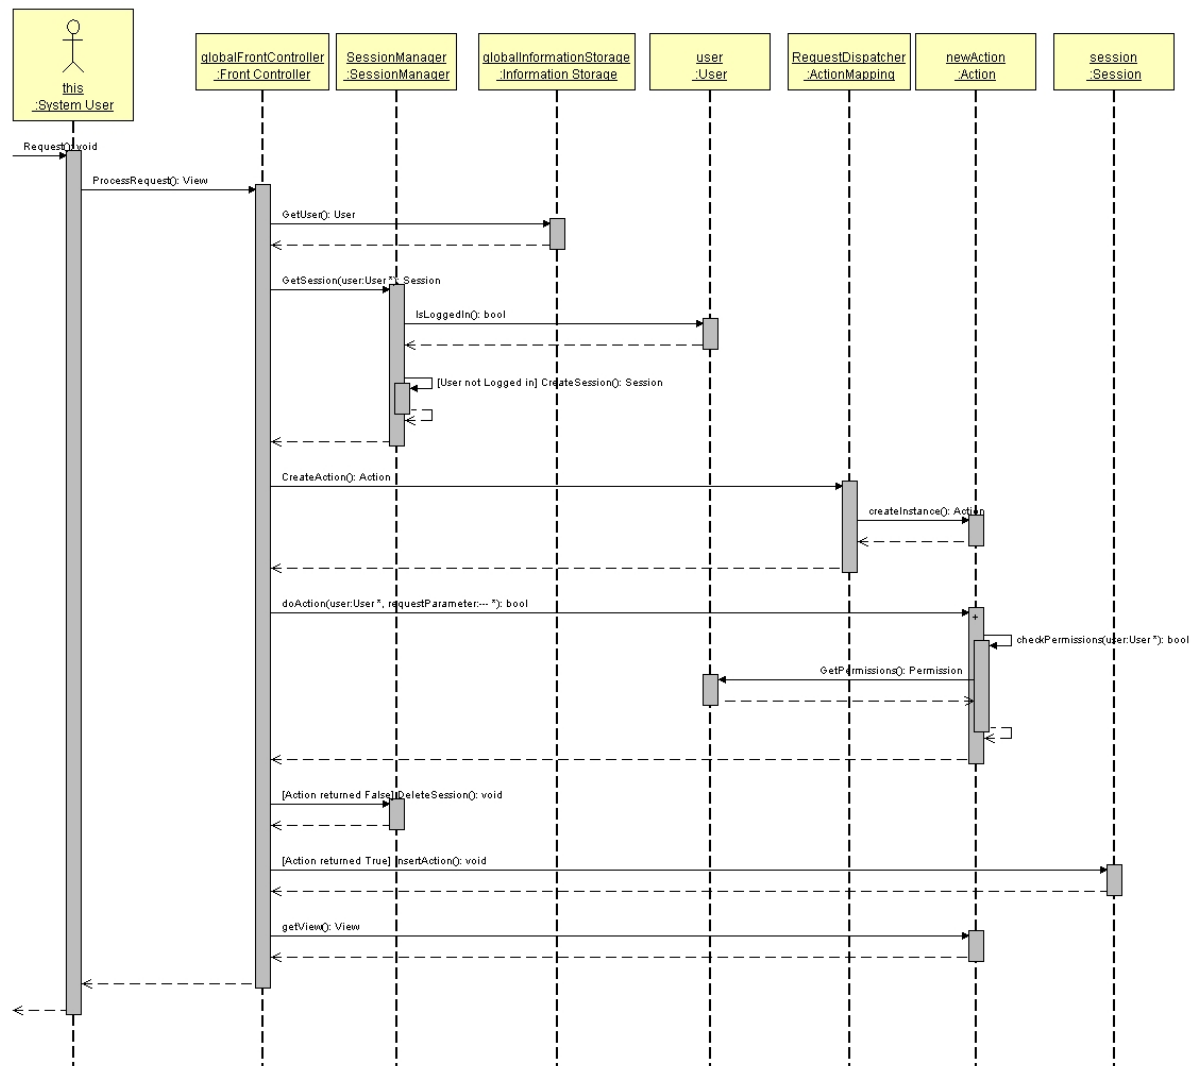 this
:System User
globalFrontController
:Front Controller
SessionManager
:SessionManager
globalInformationStorage
:Information Storage
user
:User
RequestDispatcher
:ActionMapping
newAction
:Action
session
:Session
Request(): void
ProcessRequest(): View
GetUser(): User
GetSession(user:User *): Session
IsLoggedIn(): bool
[User not Logged in] CreateSession(): Session
CreateAction(): Action
createInstance(): Action
doAction(user:User *, requestParameter:--- *): bool
+
checkPermissions(user:User *): bool
GetPermissions(): Permission
[Action returned False] DeleteSession(): void
[Action returned True] InsertAction(): void
getView(): View